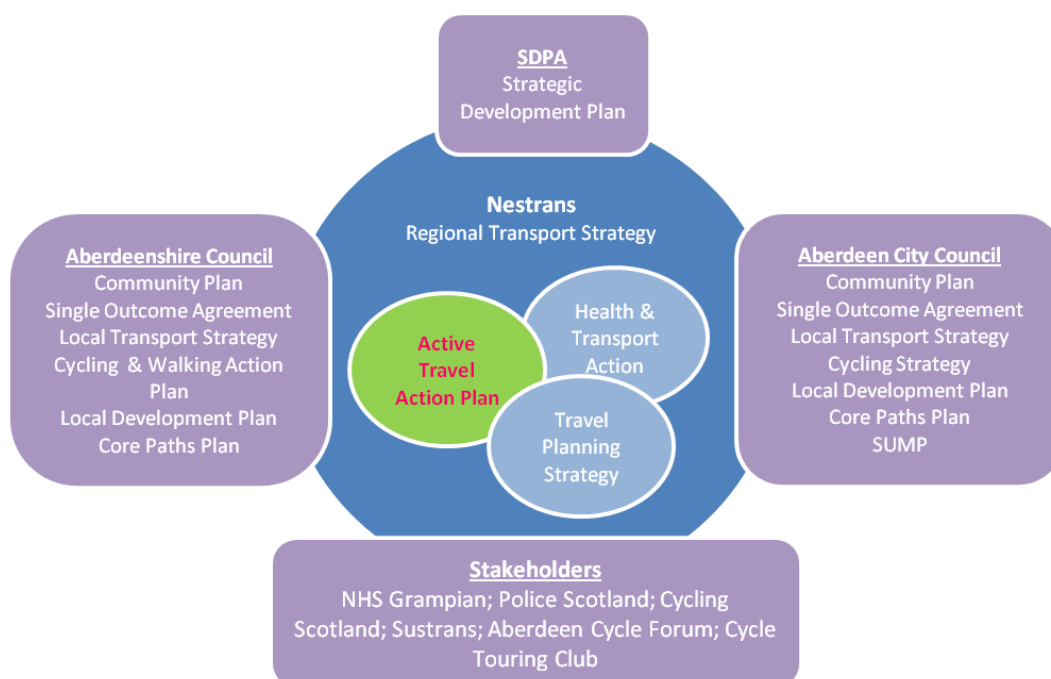 SDPA
Strategic
Development Plan
Nestrans
Regional Transport Strategy
Aberdeenshire Council
Community Plan
Single Outcome Agreement
Local Transport Strategy
Cycling & Walking Action
Plan
Local Development Plan
Core Paths Plan
Active
Travel
Action Plan
Health &
Transport
Action
Travel
Planning
Strategy
Aberdeen City Council
Community Plan
Single Outcome Agreement
Local Transport Strategy
Cycling Strategy
Local Development Plan
Core Paths Plan
SUMP
Stakeholders
NHS Grampian; Police Scotland; Cycling
Scotland; Sustrans; Aberdeen Cycle Forum; Cycle
Touring Club